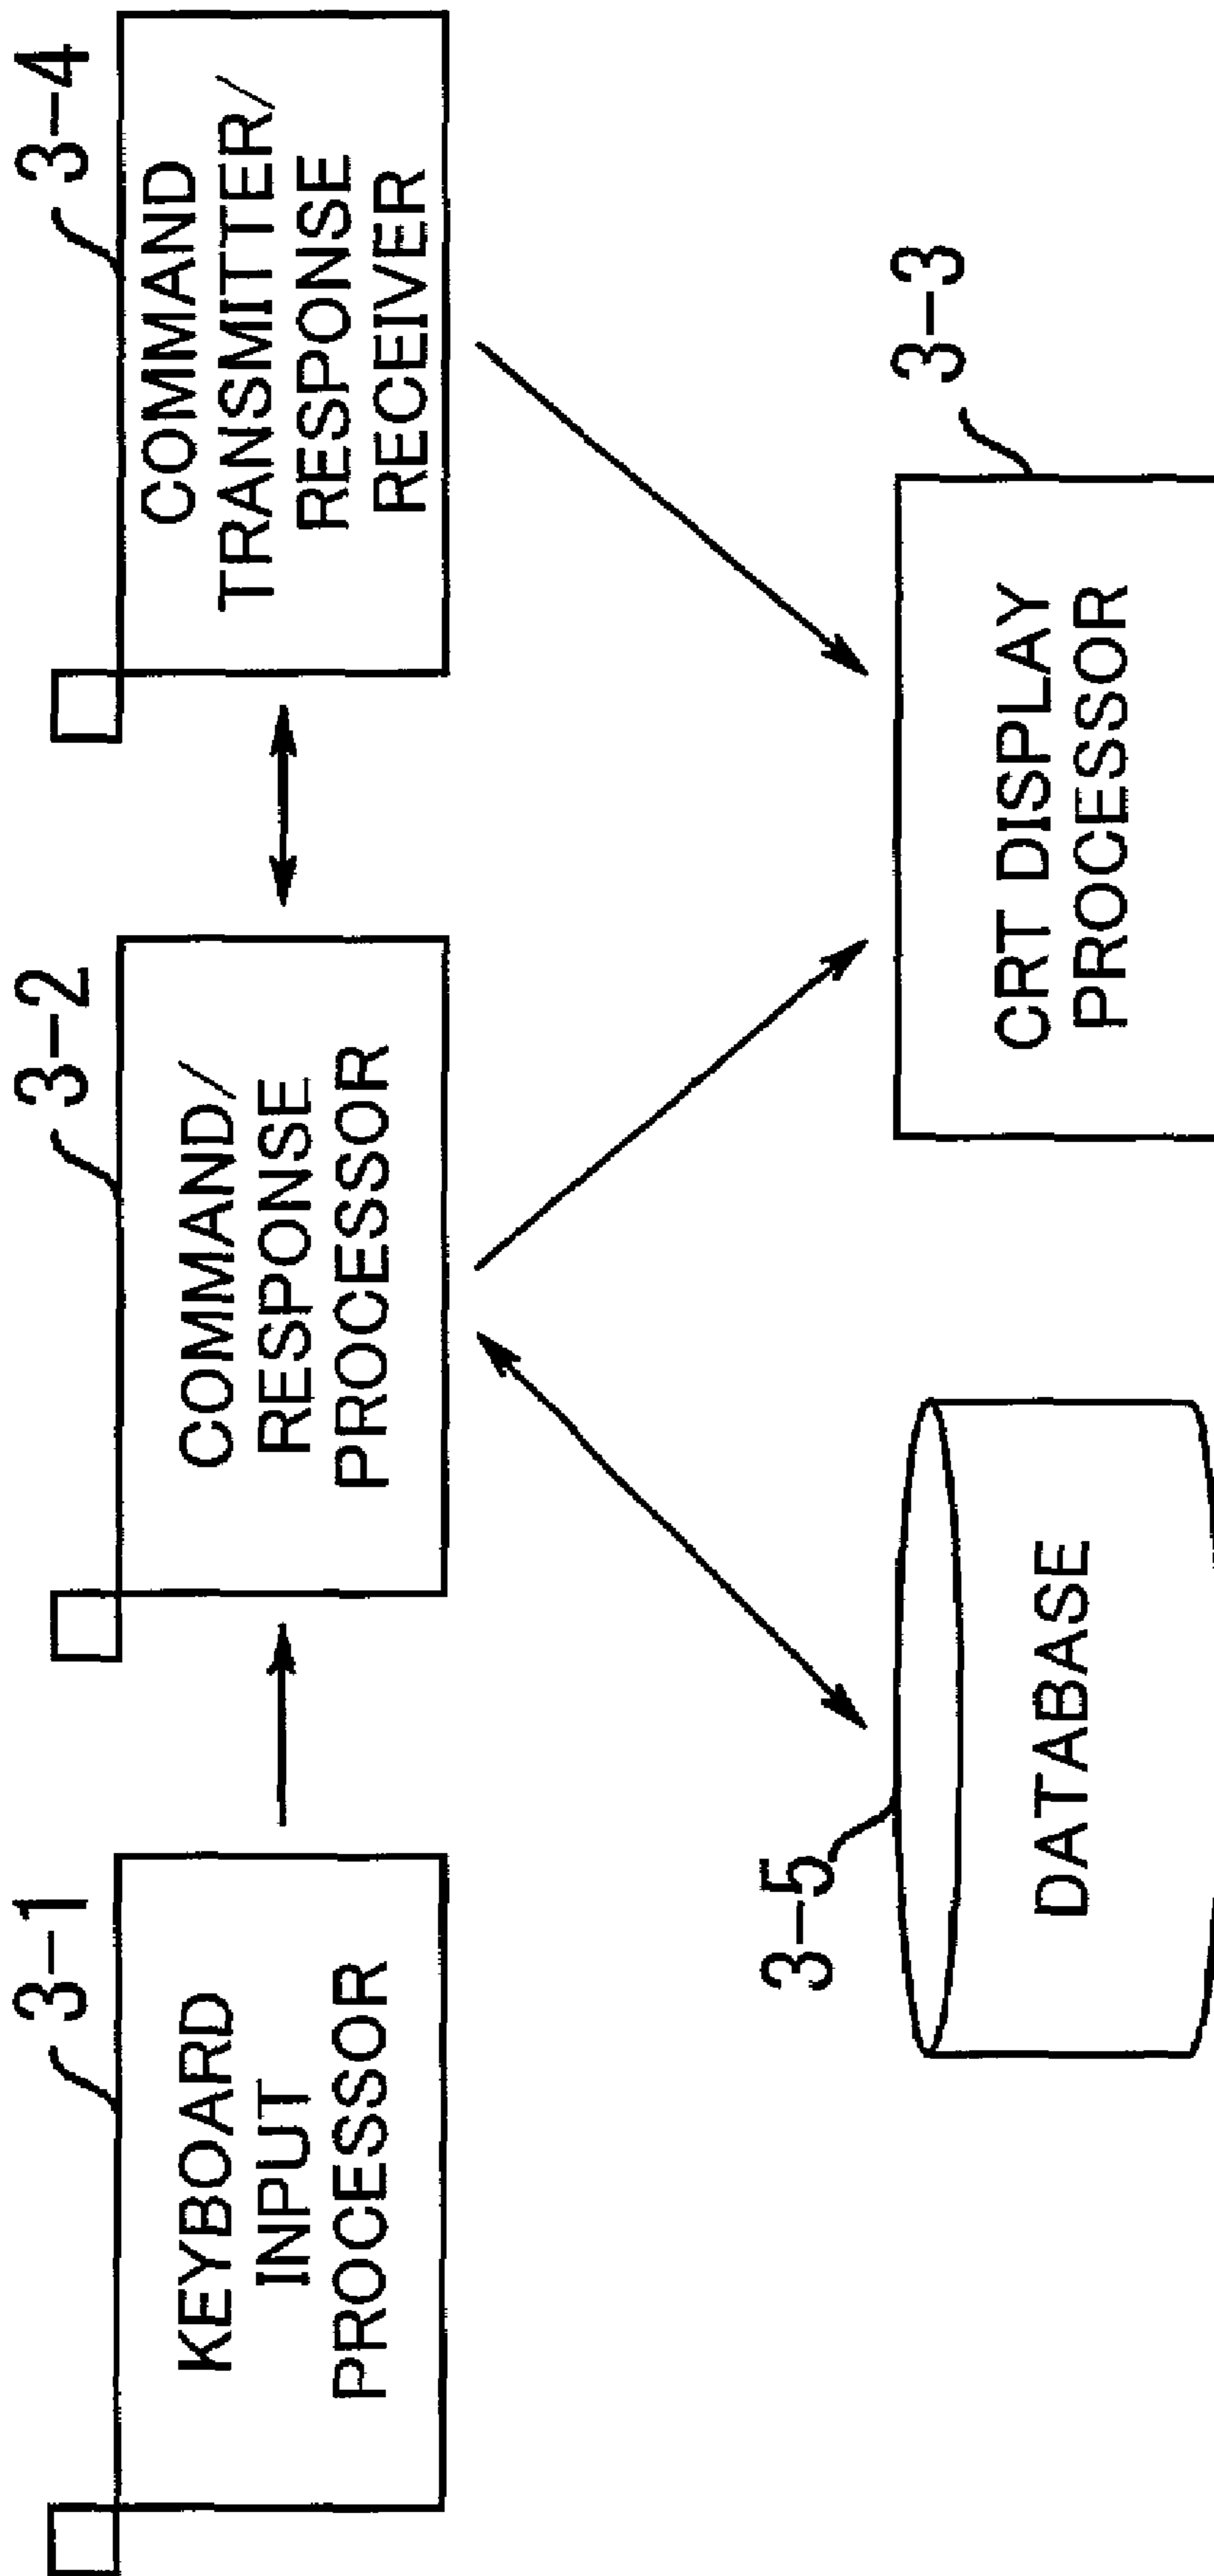 3-1
KEYBOARD
INPUT
PROCESSOR
3-2
COMMAND/
RESPONSE
PROCESSOR
3-4
COMMAND
TRANSMITTER/
RESPONSE
RECEIVER
3-5
DATABASE
3-3
CRT DISPLAY
PROCESSOR